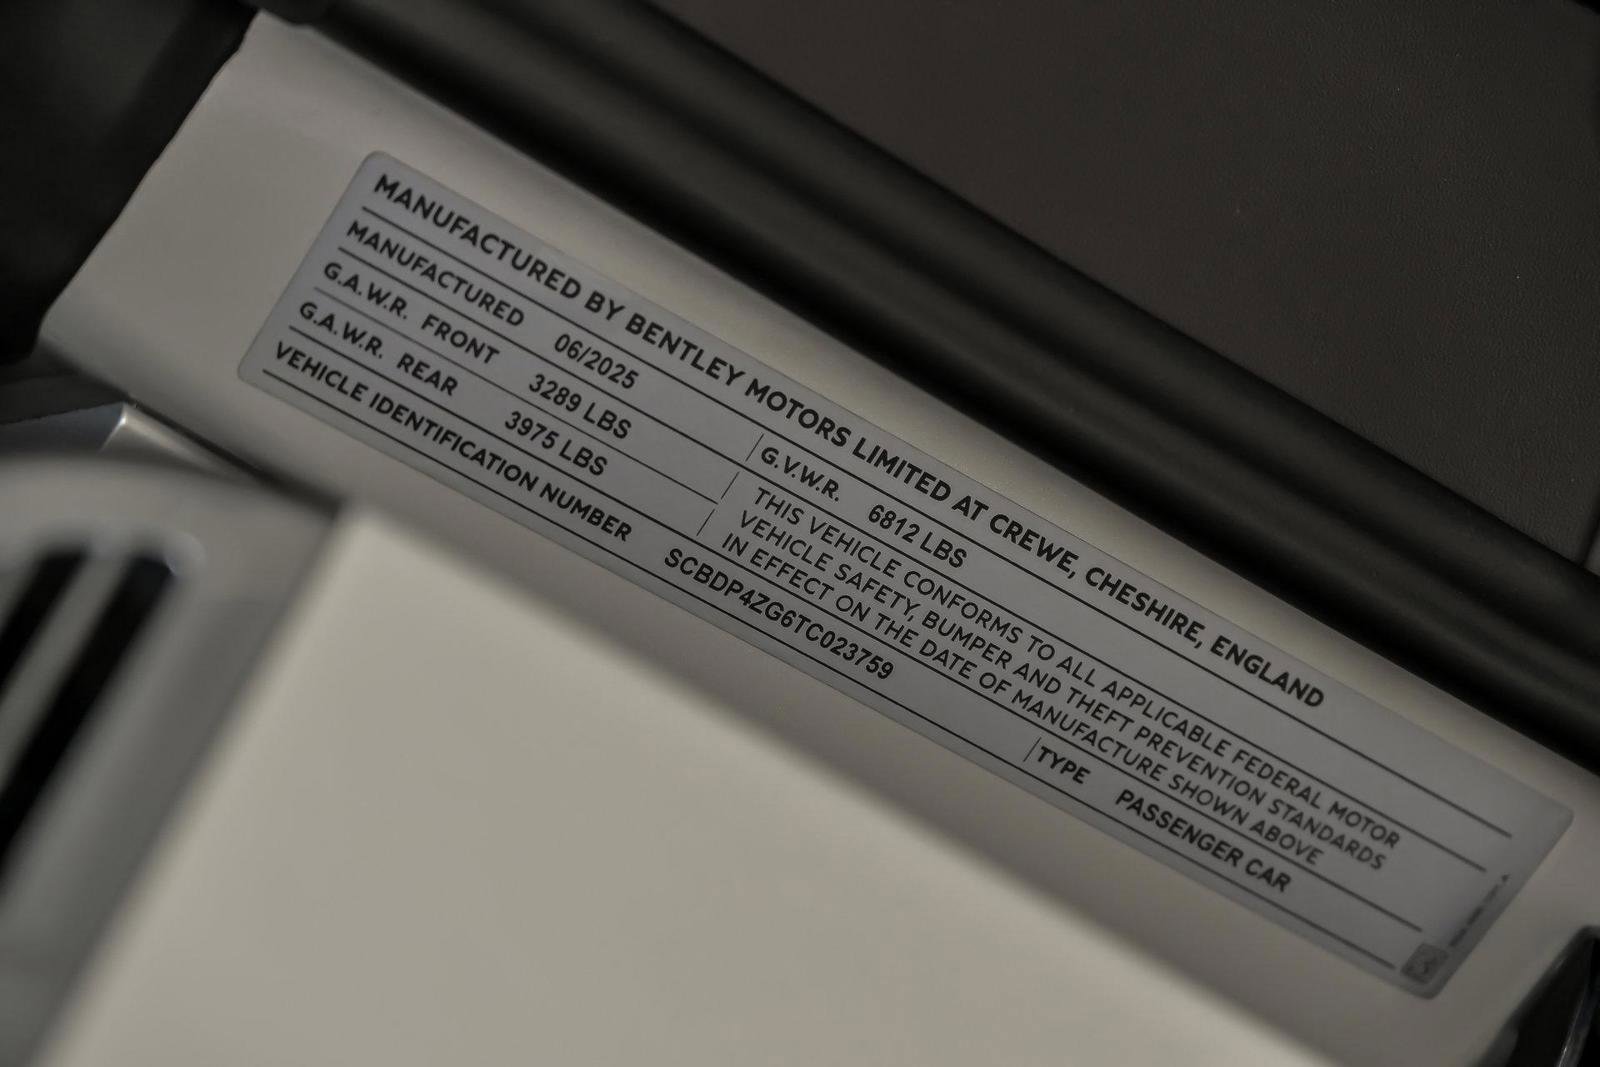 MANUFACTURED BY BENTLEY MOTORS LIMITED AT CREWE, CHESHIRE, ENGLAND
MANUFACTURED 06/2025
G.V.W.R. 6812 LBS
G.A.W.R. FRONT 3289 LBS
G.A.W.R. REAR 3975 LBS
THIS VEHICLE CONFORMS TO ALL APPLICABLE FEDERAL MOTOR
VEHICLE SAFETY, BUMPER AND THEFT PREVENTION STANDARDS
IN EFFECT ON THE DATE OF MANUFACTURE SHOWN ABOVE
VEHICLE IDENTIFICATION NUMBER SCBDP4ZG6TC023759
TYPE PASSENGER CAR